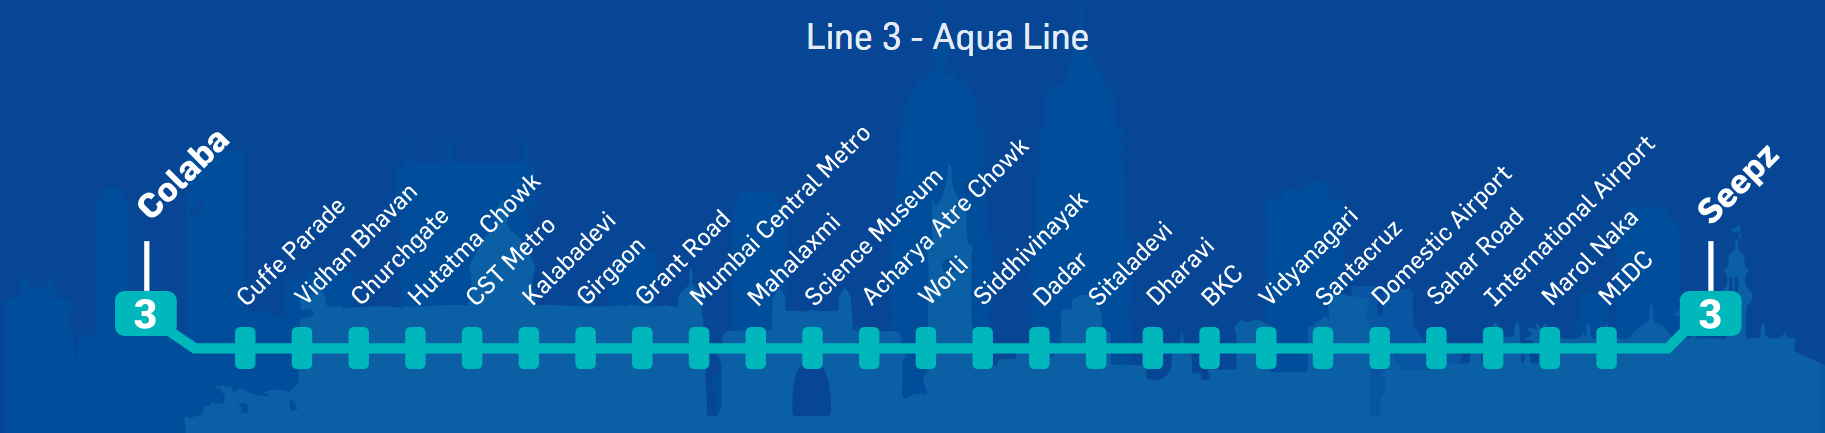 Line 3 - Aqua Line
Colaba
3
Cuffe Parade
Vidhan Bhavan
Churchgate
Hutatma Chowk
CST Metro
Kalabadevi
Girgaon
Grant Road
Mumbai Central Metro
Mahalaxmi
Science Museum
Acharya Atre Chowk
Worli
Siddhivinayak
Dadar
Sitaladevi
Dharavi
BKC
Vidyanagari
Santacruz
Domestic Airport
Sahar Road
International Airport
Marol Naka
MIDC
Seepz
3